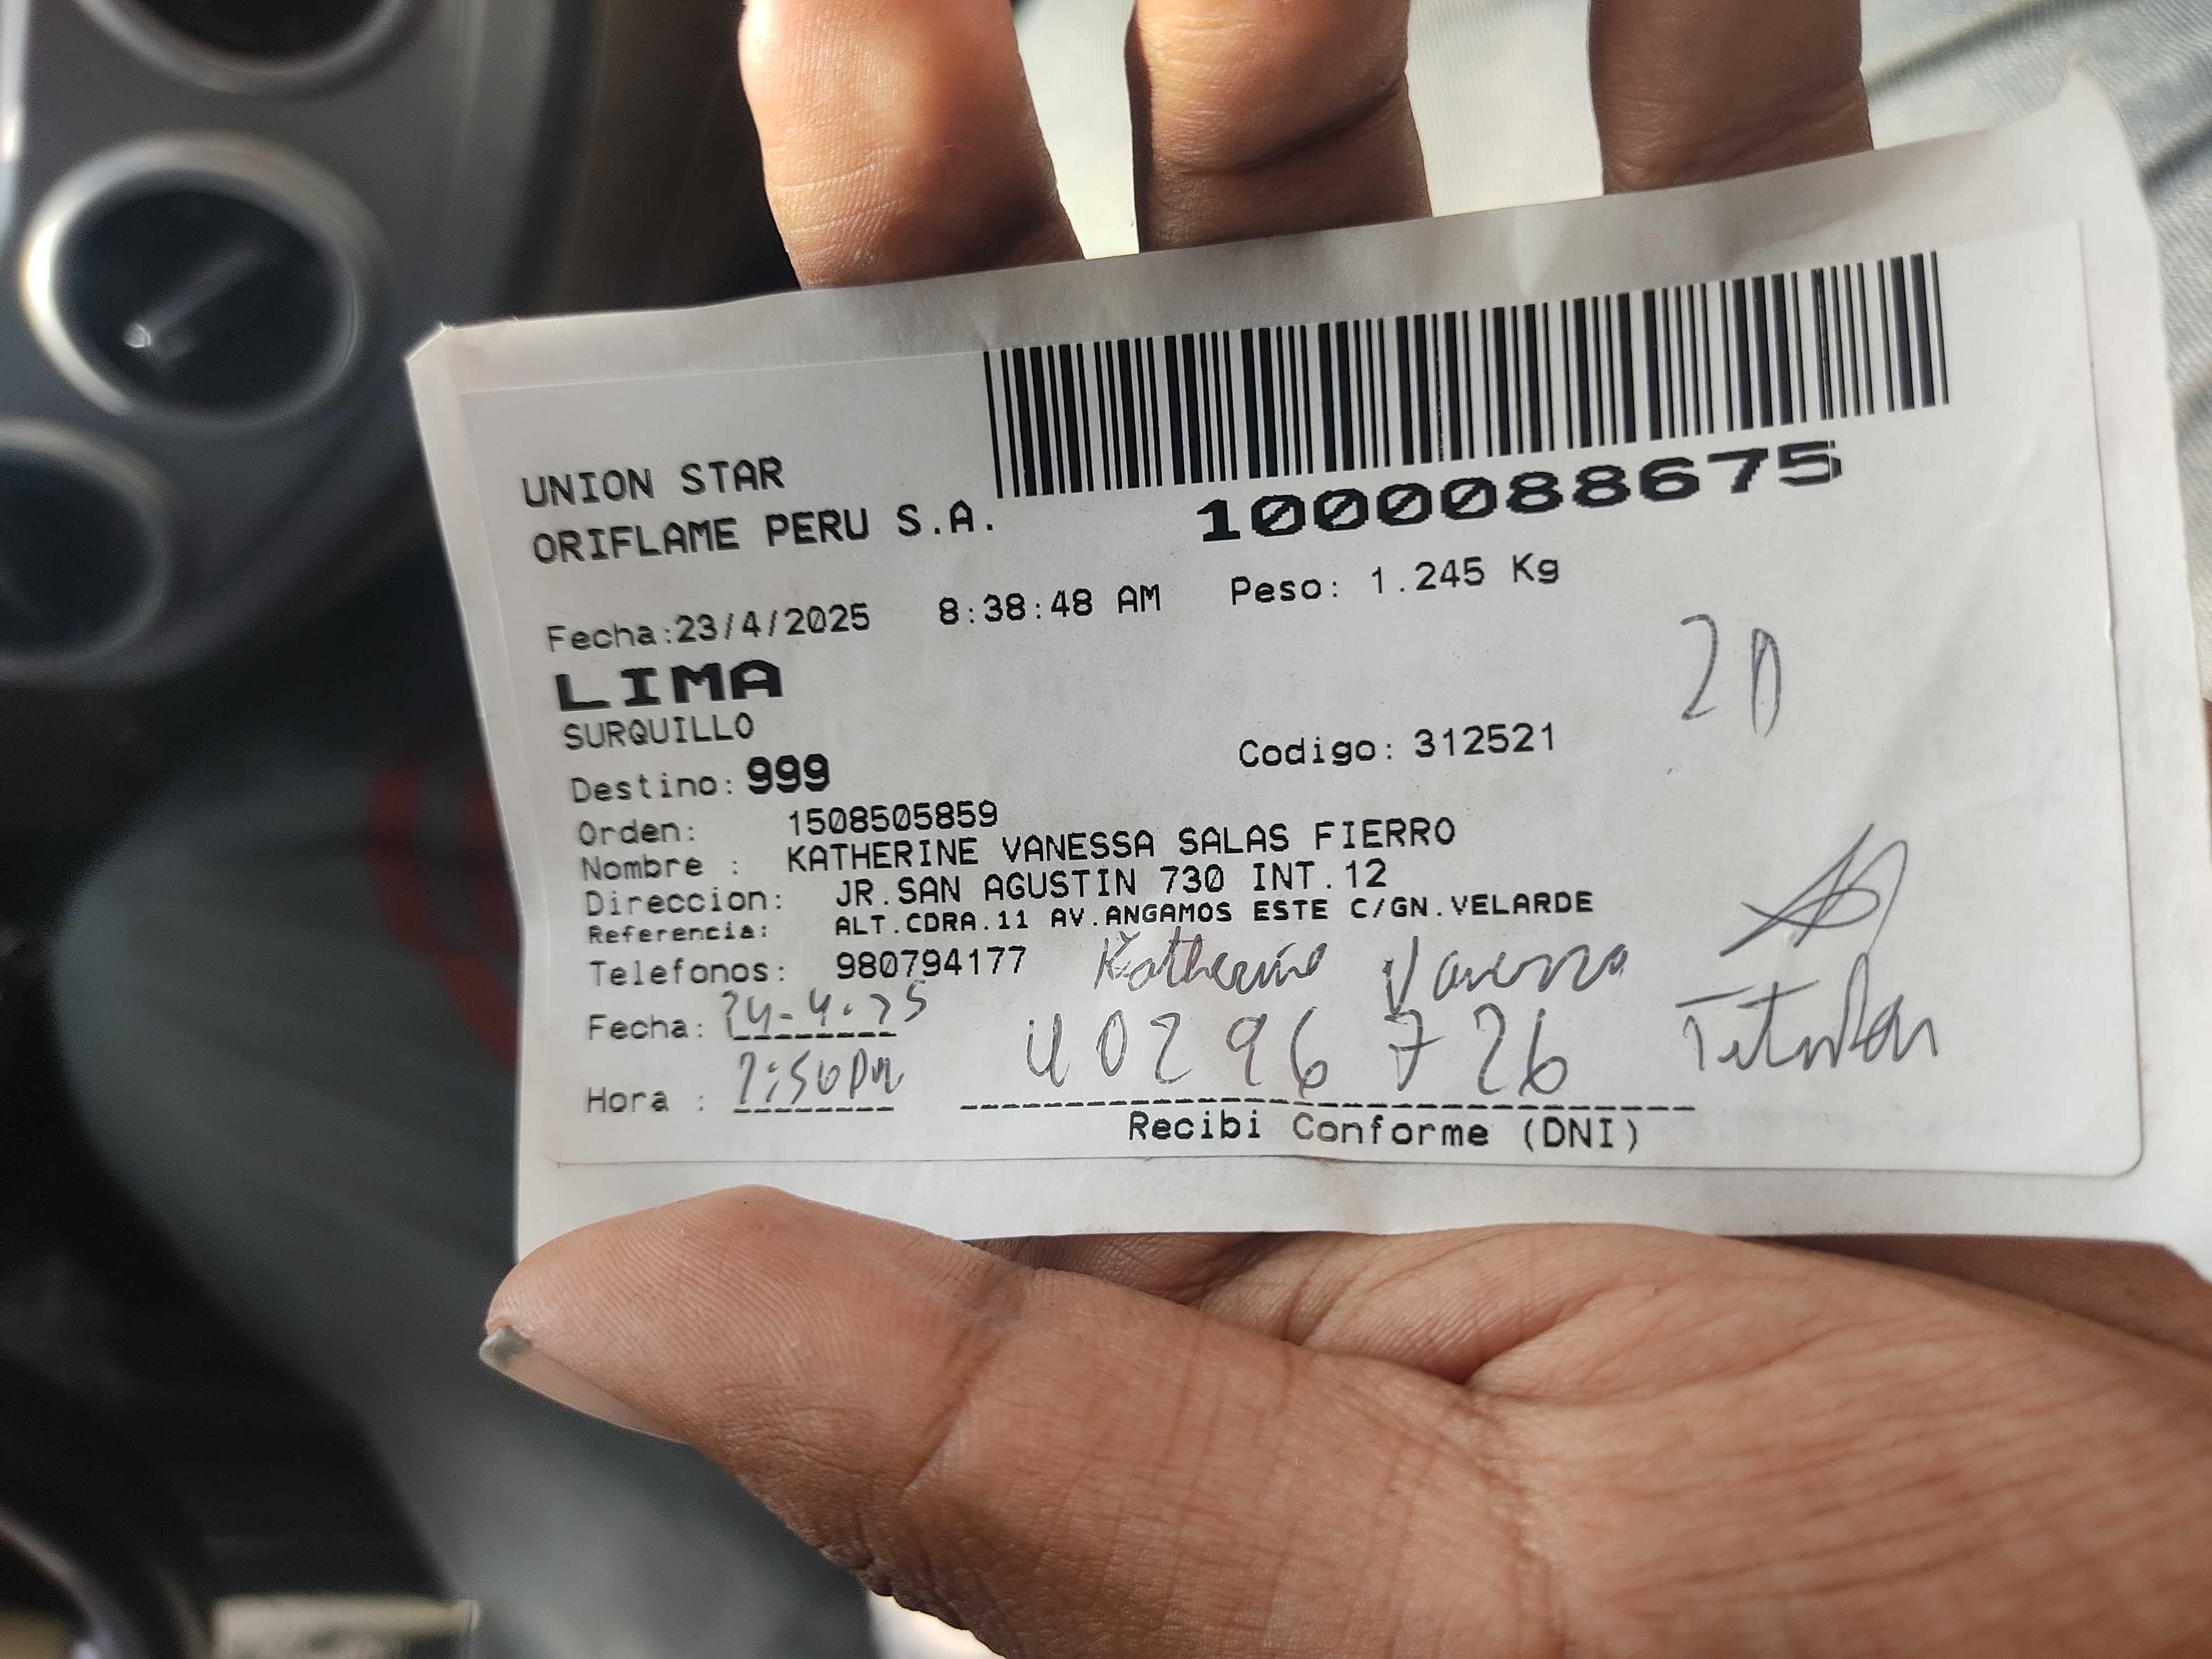 UNION STAR
ORIFLAME PERU S.A.
1000088675
Fecha:23/4/2025 8:38:48 AM Peso: 1.245 Kg
LIMA
20
SURQUILLO
Destino: 999 Codigo: 312521
Orden: 1508505859
Nombre : KATHERINE VANESSA SALAS FIERRO
Direccion: JR.SAN AGUSTIN 730 INT.12
Referencia: ALT.CDRA.11 AV.ANGAMOS ESTE C/GN.VELARDE
Telefonos: 980794177 Katherine Vanessa
Fecha: 24-4-25 40296726 Titular
Hora :
Recibi Conforme (DNI)